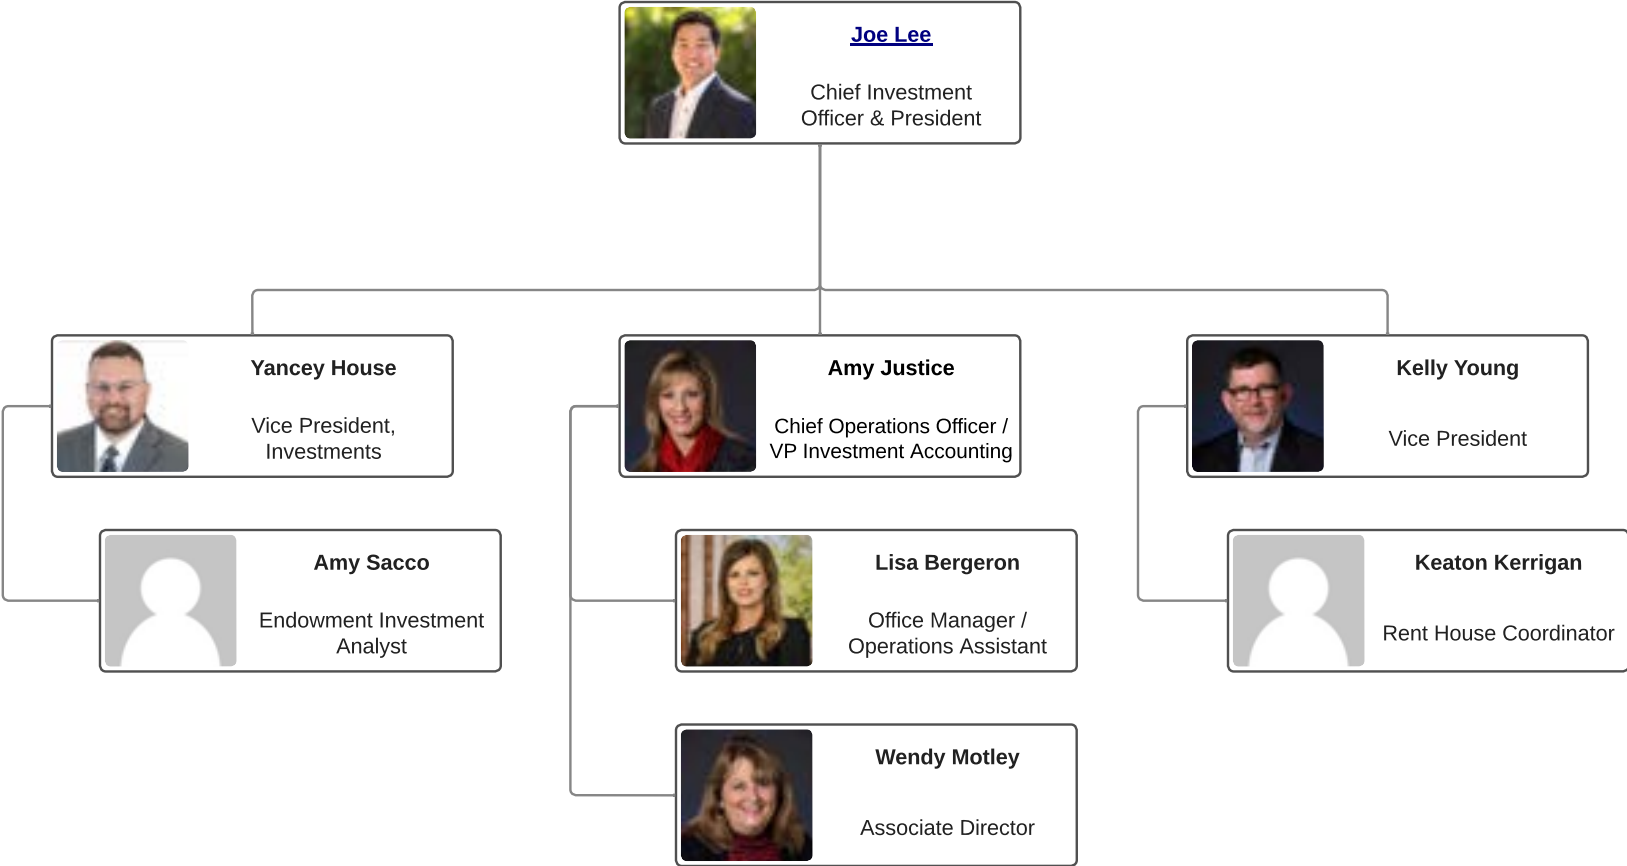 Joe Lee
Chief Investment
Officer & President
Yancey House
Vice President,
Investments
Amy Justice
Chief Operations Officer /
VP Investment Accounting
Kelly Young
Vice President
Amy Sacco
Endowment Investment
Analyst
Lisa Bergeron
Office Manager /
Operations Assistant
Keaton Kerrigan
Rent House Coordinator
Wendy Motley
Associate Director